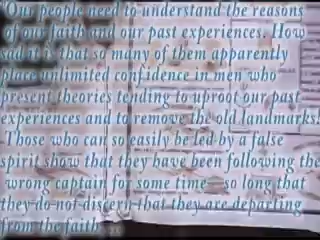 "Our people need to understand the reasons
of our faith and our past experiences. How
sad it is that so many of them apparently
place unlimited confidence in men who
present theories tending to uproot our past
experiences and to remove the old landmarks!
Those who can so easily be led by a false
spirit show that they have been following the
wrong captain for some time—so long that
they do not discern that they are departing
from the faith